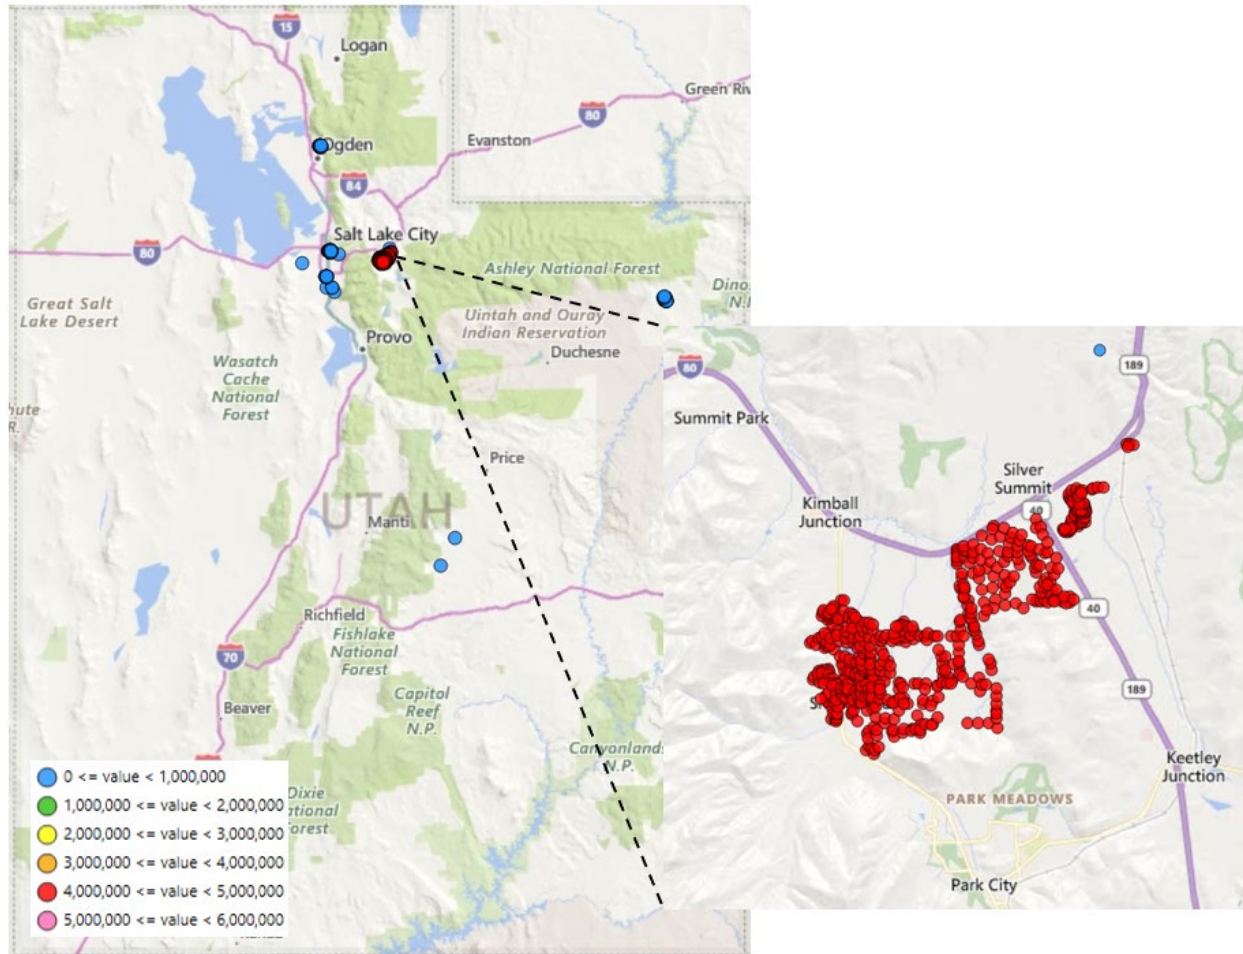 15
Logan
Green Riv
80
Evanston
Ogden
84
Salt Lake City
80
Ashley National Forest
Dino
N.
Great Salt
Lake Desert
Uintah and Ouray
Indian Reservation
Provo
Duchesne
Wasatch
Cache
National
Forest
hute
R.
Price
UTAH
Manti
Richfield
Fishlake
National
Forest
70
Capitol
Reef
N.P.
Beaver
Canyonlands
N.P.
Dixie
ational
orest
0 <= value < 1,000,000
1,000,000 <= value < 2,000,000
2,000,000 <= value < 3,000,000
3,000,000 <= value < 4,000,000
4,000,000 <= value < 5,000,000
5,000,000 <= value < 6,000,000
80
189
Summit Park
Silver
Summit
Kimball
Junction
40
40
189
Keetley
Junction
PARK MEADOWS
Park City